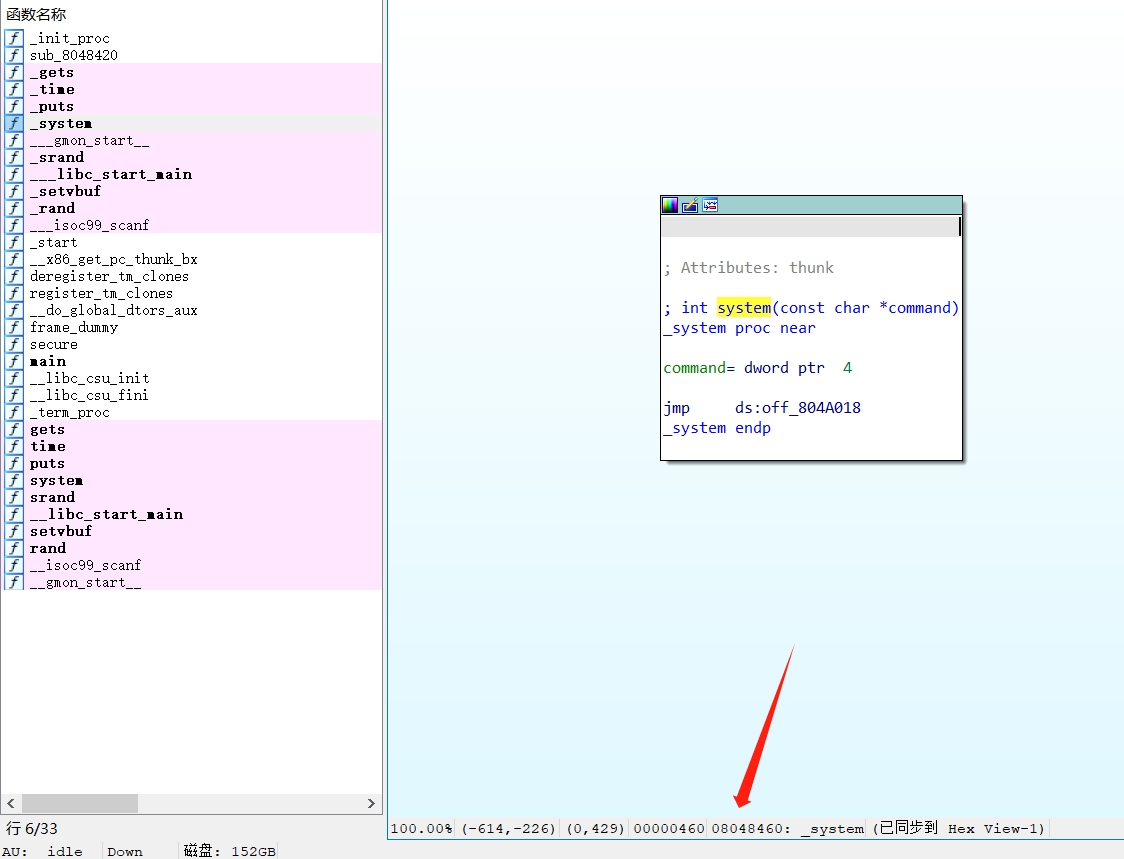 函数名称
_init_proc
sub_8048420
_gets
_time
_puts
_system
___gmon_start__
_srand
___libc_start_main
_setvbuf
_rand
___isoc99_scanf
_start
__x86_get_pc_thunk_bx
deregister_tm_clones
register_tm_clones
__do_global_dtors_aux
frame_dummy
secure
main
__libc_csu_init
__libc_csu_fini
_term_proc
gets
time
puts
system
srand
__libc_start_main
setvbuf
rand
__isoc99_scanf
__gmon_start__
行 6/33
AU: idle Down 磁盘: 152GB
; Attributes: thunk
; int system(const char *command)
_system proc near
command= dword ptr 4
jmp ds:off_804A018
_system endp
100.00% (-614,-226) (0,429) 00000460 08048460: _system (已同步到 Hex View-1)